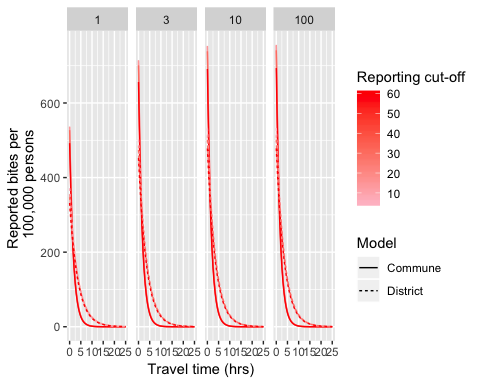 1 3 10 100
Reporting cut-off
60
50
40
30
20
10
Model
Commune
District
Reported bites per
100,000 persons
600
400
200
0
0 5 10 15 20 25 0 5 10 15 20 25 0 5 10 15 20 25 0 5 10 15 20 25
Travel time (hrs)